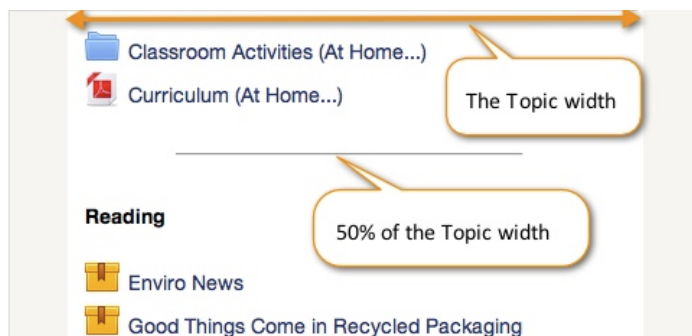 Classroom Activities (At Home...)
Curriculum (At Home...)
The Topic width
50% of the Topic width
Reading
Enviro News
Good Things Come in Recycled Packaging